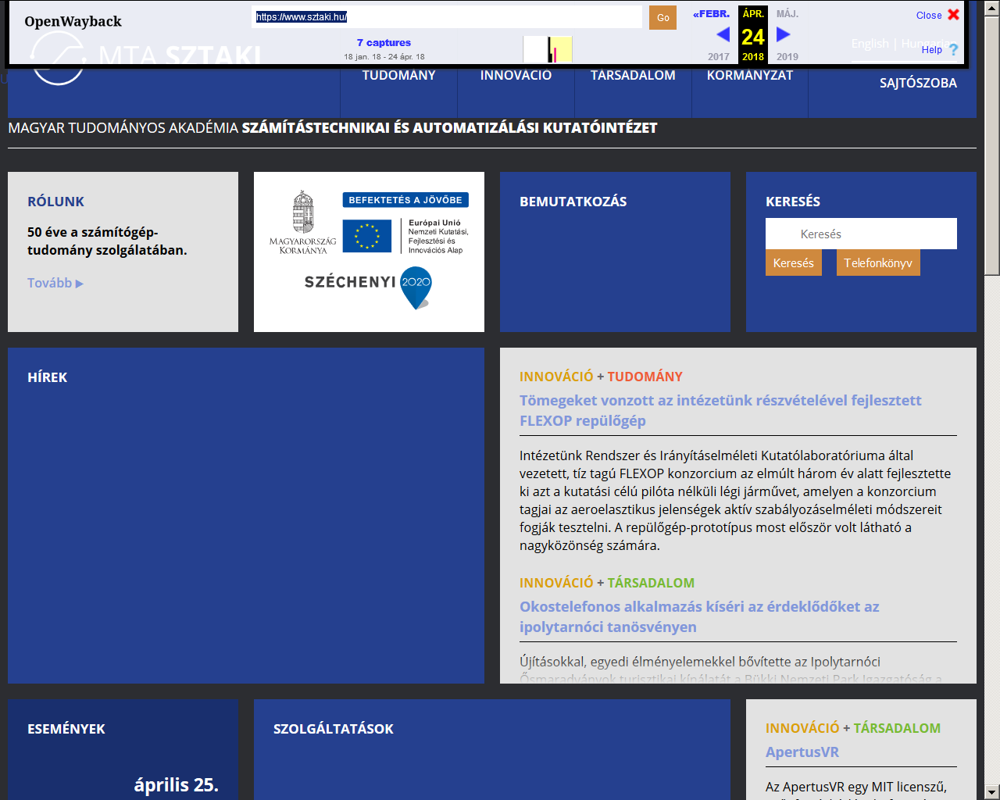 OpenWayback
https://www.sztaki.hu/
Go
7 captures
18 jan. 18 - 24 ápr. 18
«FEBR.
ÁPR.
MÁJ.
24
2017
2018
2019
Close
Help
MTA SZTAKI
English | Hungarian
TUDOMÁNY
INNOVÁCIÓ
TÁRSADALOM
KORMÁNYZAT
SAJTÓSZOBA
MAGYAR TUDOMÁNYOS AKADÉMIA SZÁMÍTÁSTECHNIKAI ÉS AUTOMATIZÁLÁSI KUTATÓINTÉZET
RÓLUNK
50 éve a számítógép-
tudomány szolgálatában.
Tovább
MAGYARORSZÁG
KORMÁNYA
BEFEKTETÉS A JÖVŐBE
Európai Unió
Nemzeti Kutatási,
Fejlesztési és
Innovációs Alap
SZÉCHENYI 2020
BEMUTATKOZÁS
KERESÉS
Keresés
Keresés
Telefonkönyv
HÍREK
INNOVÁCIÓ + TUDOMÁNY
Tömegeket vonzott az intézetünk részvételével fejlesztett
FLEXOP repülőgép
Intézetünk Rendszer és Irányításelméleti Kutatólaboratóriuma által
vezetett, tíz tagú FLEXOP konzorcium az elmúlt három év alatt fejlesztette
ki azt a kutatási célú pilóta nélküli légi járművet, amelyen a konzorcium
tagjai az aeroelasztikus jelenségek aktív szabályozáselméleti módszereit
fogják tesztelni. A repülőgép-prototípus most először volt látható a
nagyközönség számára.
INNOVÁCIÓ + TÁRSADALOM
Okostelefonos alkalmazás kíséri az érdeklődőket az
ipolytarnóci tanösvényen
Újításokkal, egyedi élményelemekkel bővítette az Ipolytarnóci
Ősmaradványok turisztikai kínálatát a Bükki Nemzeti Park Igazgatóság a
ESEMÉNYEK
április 25.
SZOLGÁLTATÁSOK
INNOVÁCIÓ + TÁRSADALOM
ApertusVR
Az ApertusVR egy MIT licenszű,